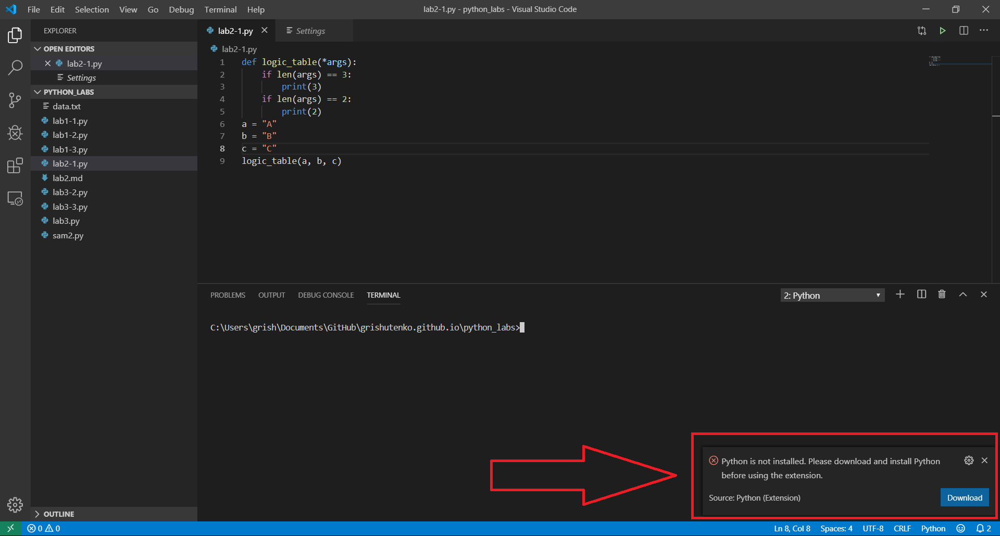 File Edit Selection View Go Debug Terminal Help
lab2-1.py - python_labs - Visual Studio Code
EXPLORER
OPEN EDITORS
lab2-1.py
Settings
PYTHON_LABS
data.txt
lab1-1.py
lab1-2.py
lab1-3.py
lab2-1.py
lab2.md
lab3-2.py
lab3-3.py
lab3.py
sam2.py
OUTLINE
lab2-1.py Settings
lab2-1.py
1 def logic_table(*args):
2 if len(args) == 3:
3 print(3)
4 if len(args) == 2:
5 print(2)
6 a = "A"
7 b = "B"
8 c = "C"
9 logic_table(a, b, c)
PROBLEMS OUTPUT DEBUG CONSOLE TERMINAL
2: Python
C:\Users\grish\Documents\GitHub\grishutenko.github.io\python_labs>
Python is not installed. Please download and install Python
before using the extension.
Source: Python (Extension)
Download
0 0
Ln 8, Col 8 Spaces: 4 UTF-8 CRLF Python 2